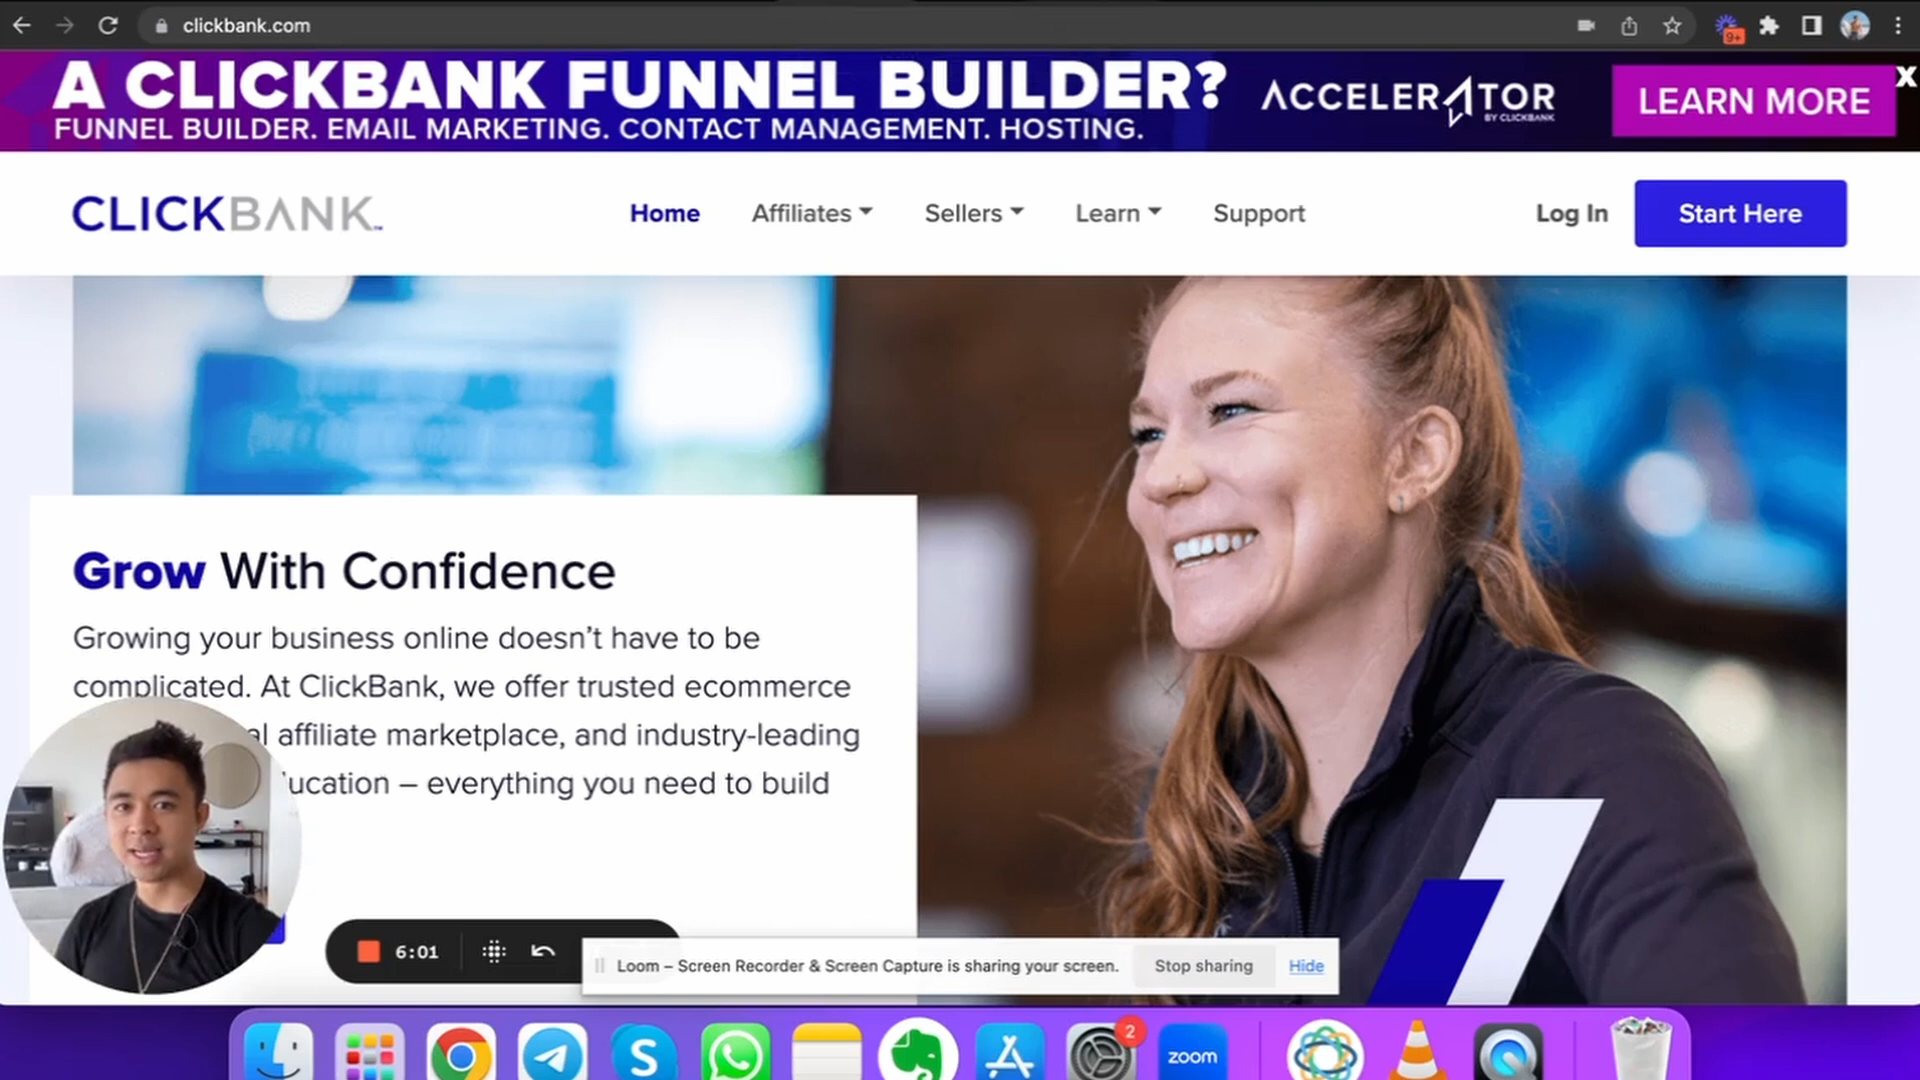 clickbank.com
9+
A CLICKBANK FUNNEL BUILDER?
FUNNEL BUILDER. EMAIL MARKETING. CONTACT MANAGEMENT. HOSTING.
ACCELERATOR
BY CLICKBANK
LEARN MORE
X
CLICKBANK
Home
Affiliates
Sellers
Learn
Support
Log In
Start Here
Grow With Confidence
Growing your business online doesn't have to be
complicated. At ClickBank, we offer trusted ecommerce
affiliate marketplace, and industry-leading
– everything you need to build
6:01
Loom – Screen Recorder & Screen Capture is sharing your screen.
Stop sharing
Hide
2
S
zoom